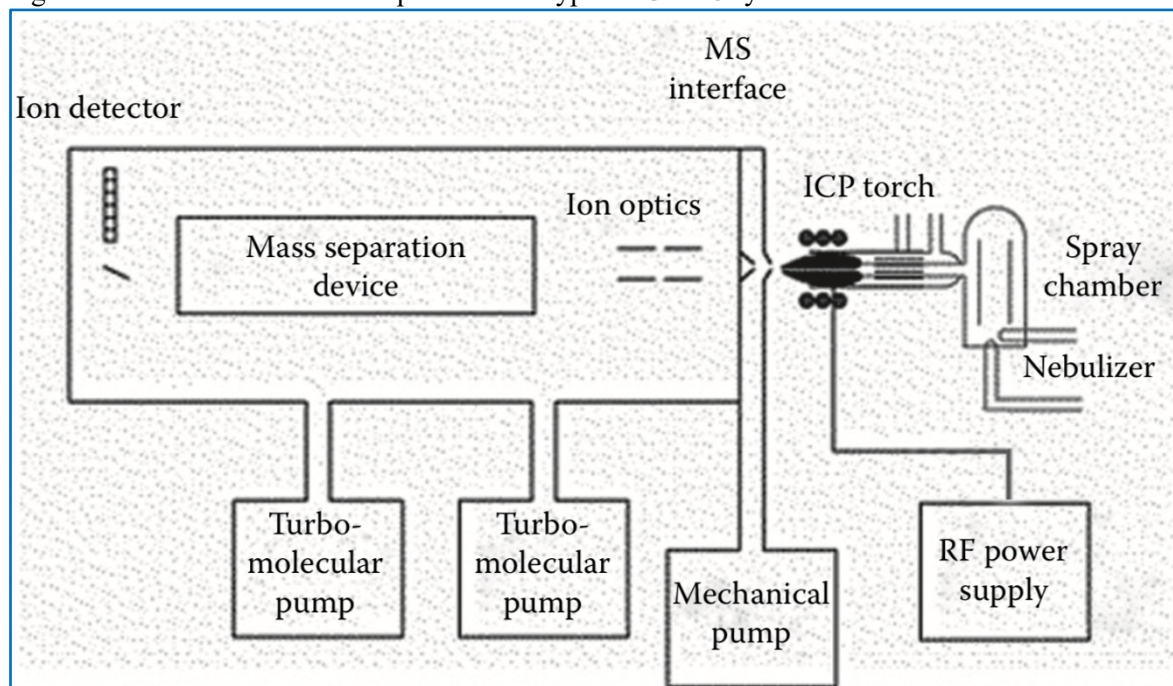 MS
interface
Ion detector
ICP torch
Ion optics
Mass separation
device
Spray
chamber
Nebulizer
Turbo-
molecular
pump
Turbo-
molecular
pump
Mechanical
pump
RF power
supply